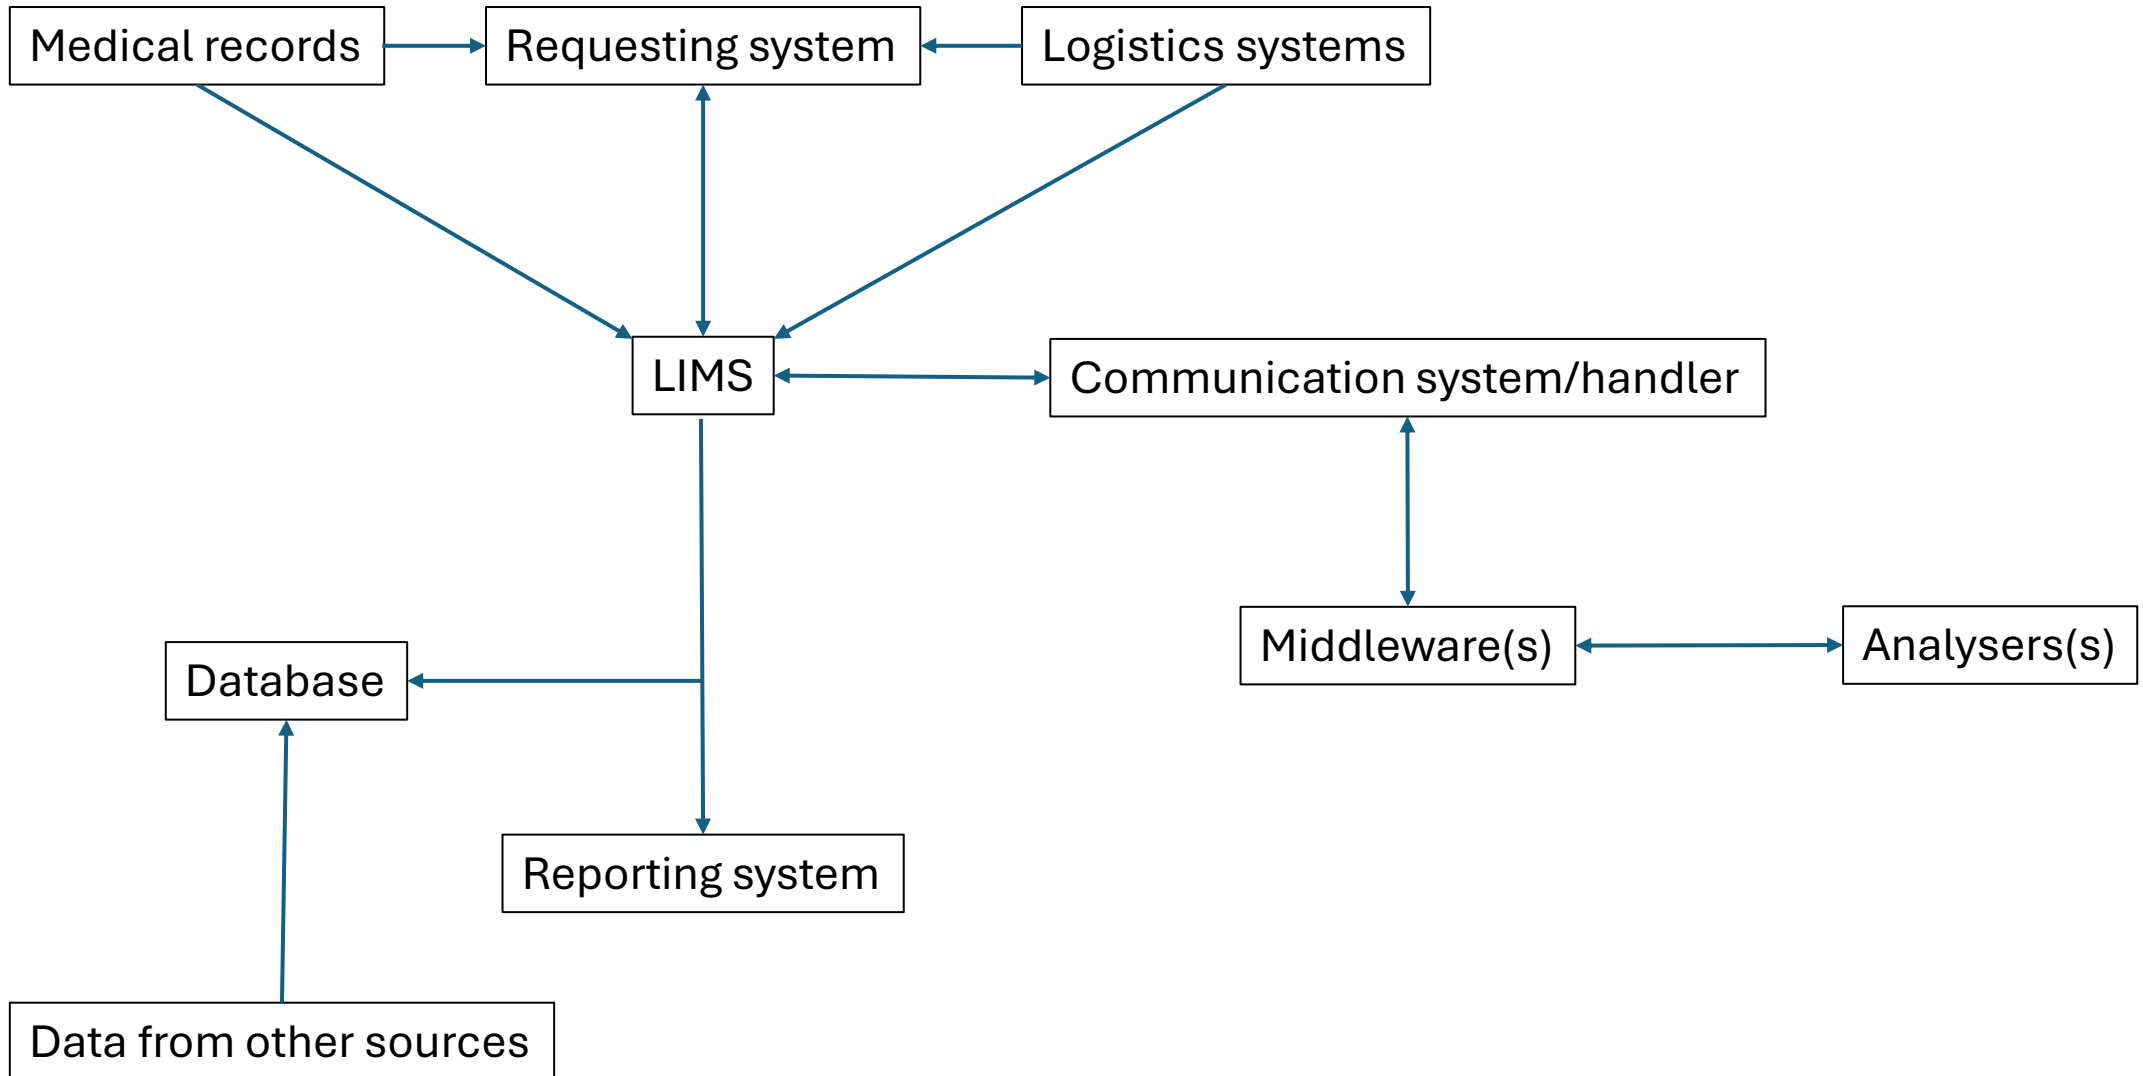 Medical records
Requesting system
Logistics systems
LIMS
Communication system/handler
Middleware(s)
Analysers(s)
Database
Reporting system
Data from other sources